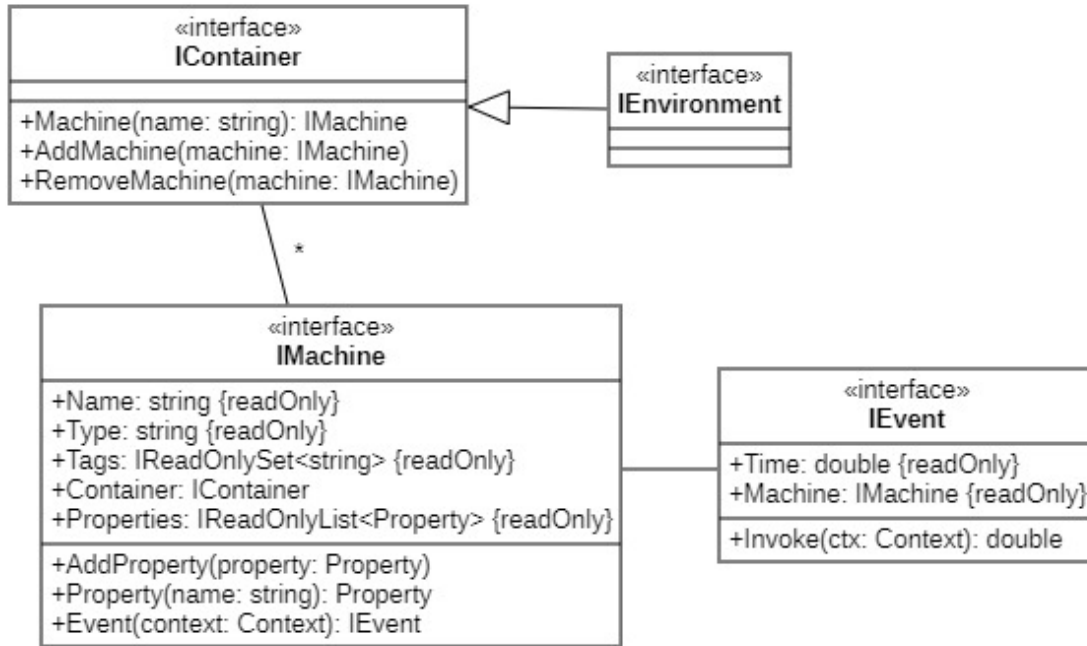 «interface»
IContainer
+Machine(name: string): IMachine
+AddMachine(machine: IMachine)
+RemoveMachine(machine: IMachine)
«interface»
IEnvironment
*
«interface»
IMachine
+Name: string {readOnly}
+Type: string {readOnly}
+Tags: IReadOnlySet<string> {readOnly}
+Container: IContainer
+Properties: IReadOnlyList<Property> {readOnly}
+AddProperty(property: Property)
+Property(name: string): Property
+Event(context: Context): IEvent
«interface»
IEvent
+Time: double {readOnly}
+Machine: IMachine {readOnly}
+Invoke(ctx: Context): double